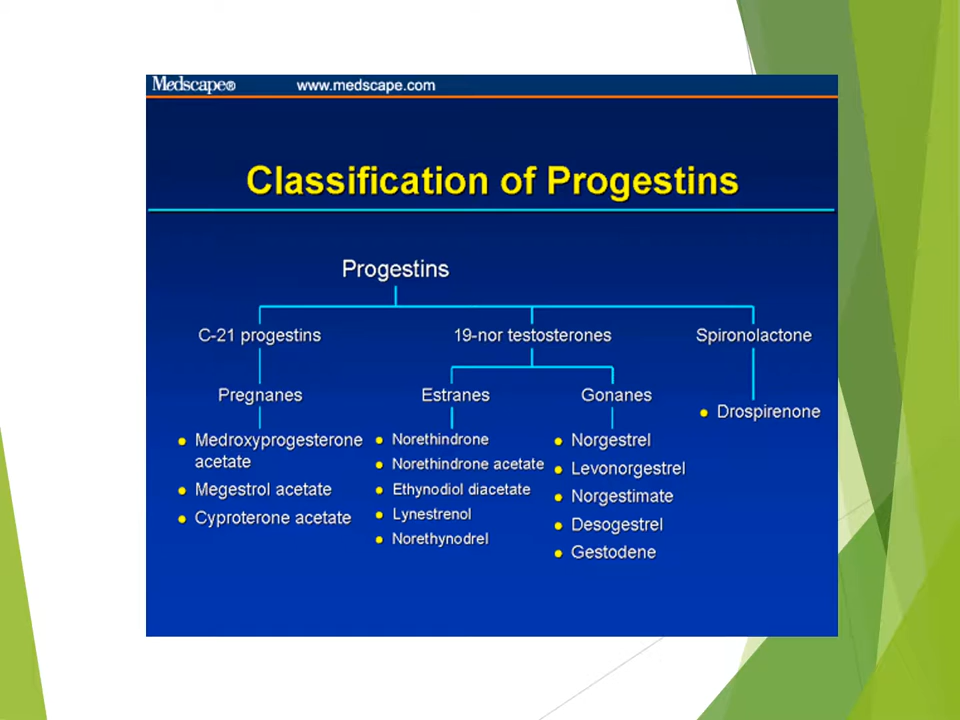 Medscape® www.medscape.com
Classification of Progestins
Progestins
C-21 progestins
19-nor testosterones
Spironolactone
Pregnanes
Estranes
Gonanes
Drospirenone
Medroxyprogesterone
acetate
Megestrol acetate
Cyproterone acetate
Norethindrone
Norethindrone acetate
Ethynodiol diacetate
Lynestrenol
Norethynodrel
Norgestrel
Levonorgestrel
Norgestimate
Desogestrel
Gestodene